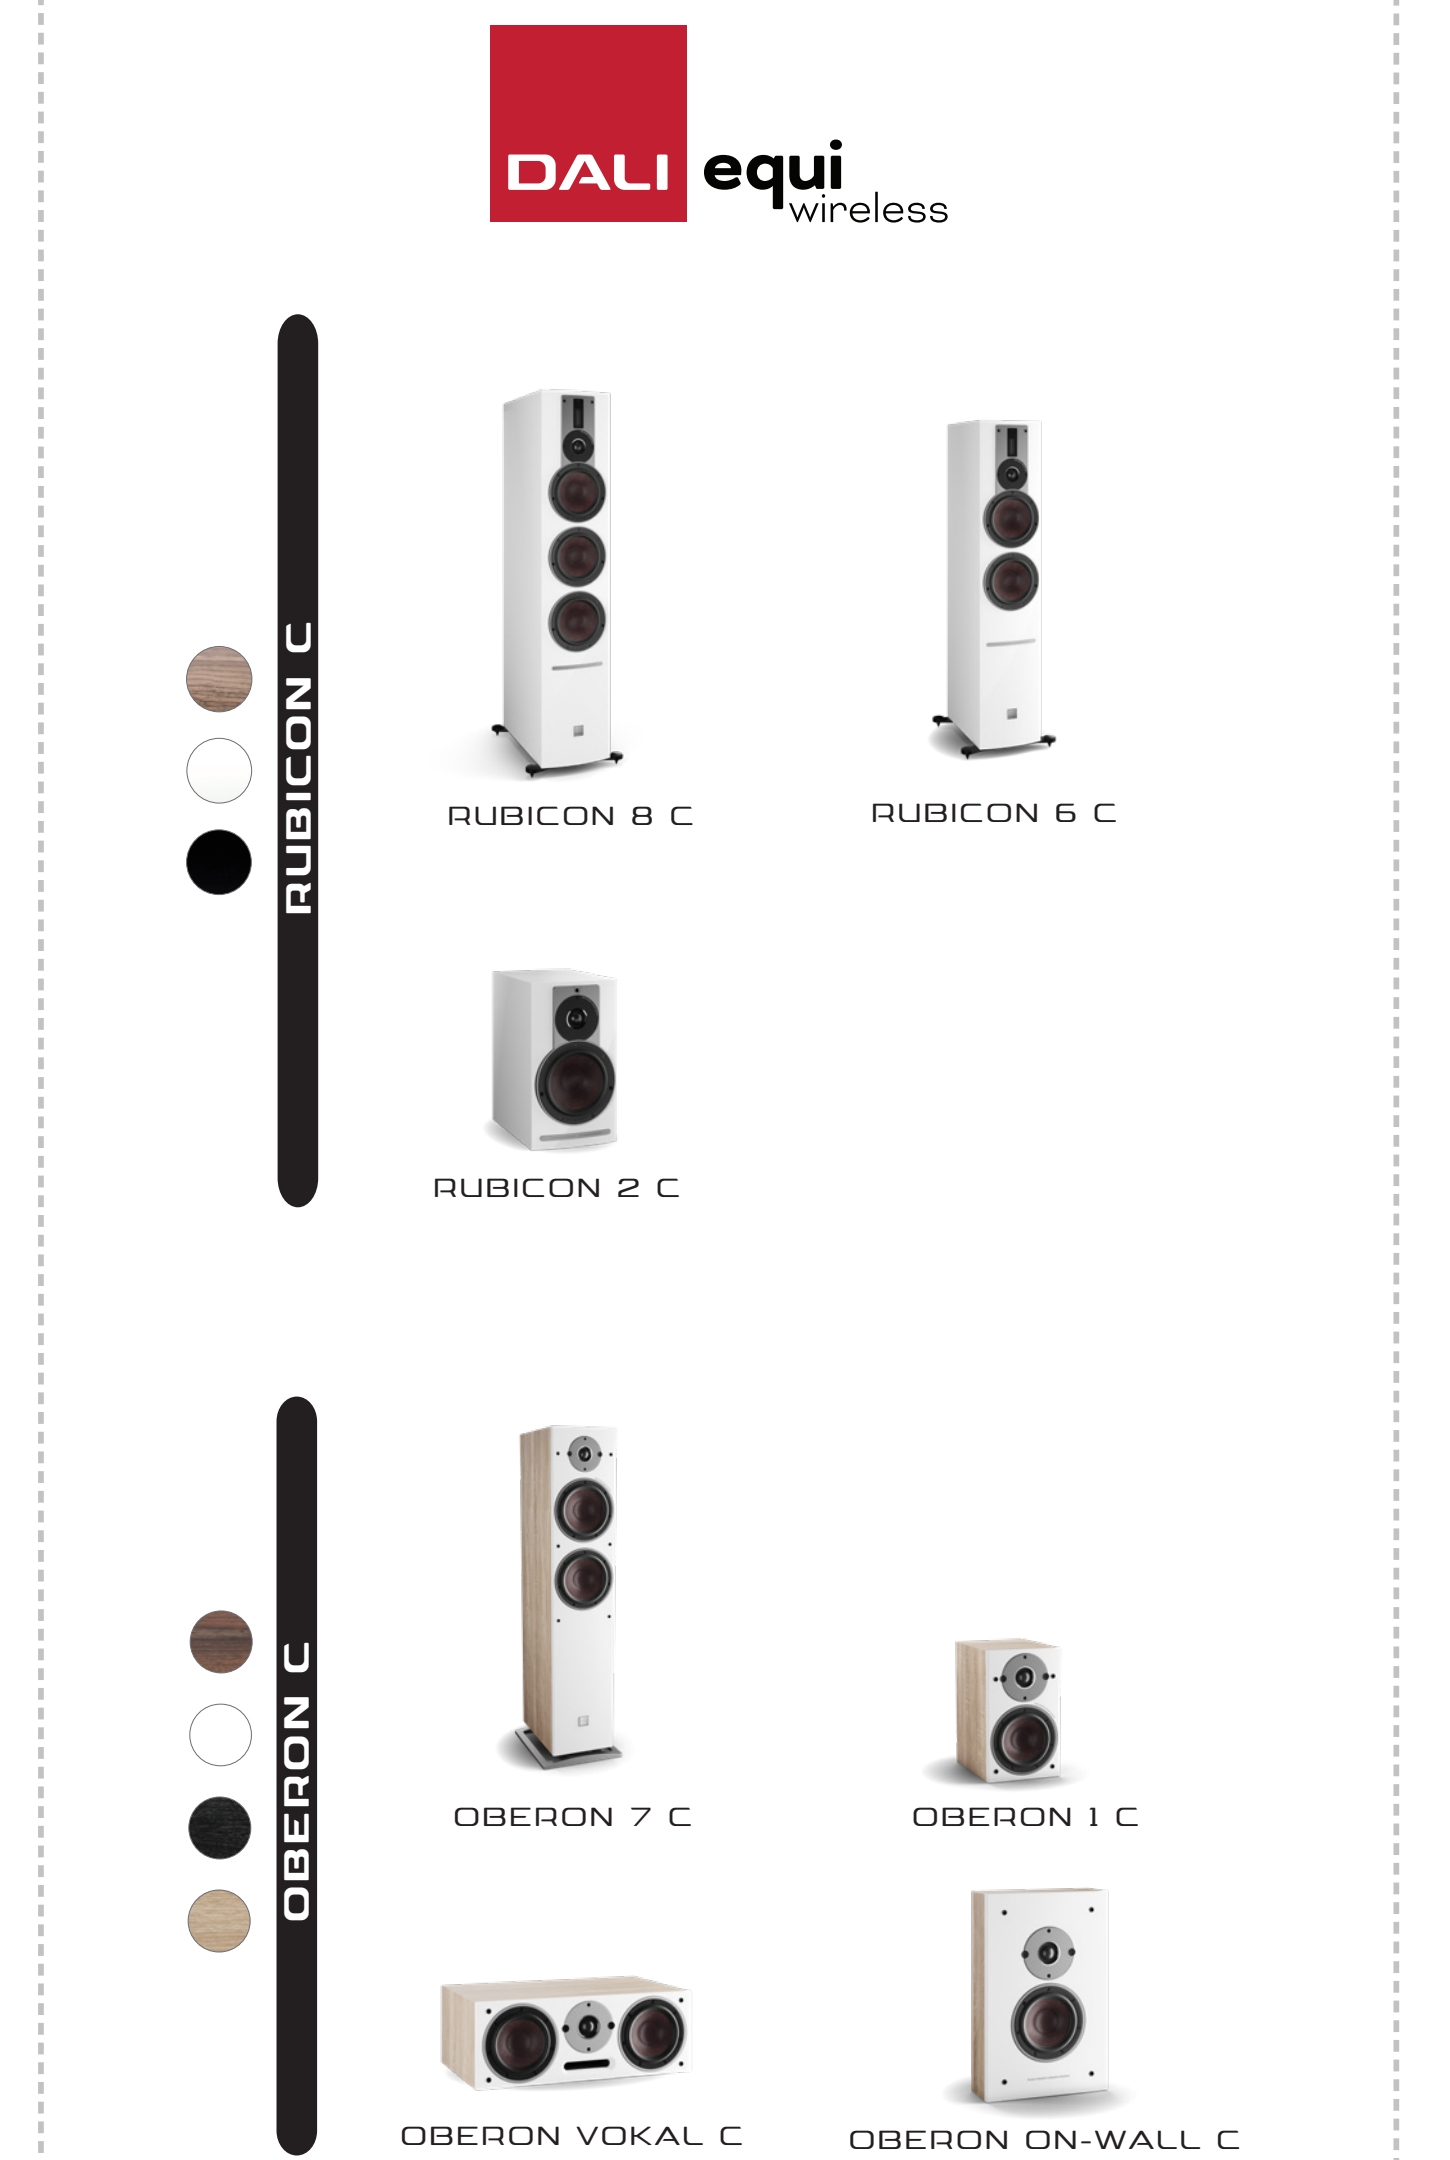 DALI equi
wireless
RUBICON C
RUBICON 8 C
RUBICON 6 C
RUBICON 2 C
OBERON C
OBERON 7 C
OBERON 1 C
OBERON VOKAL C
OBERON ON-WALL C